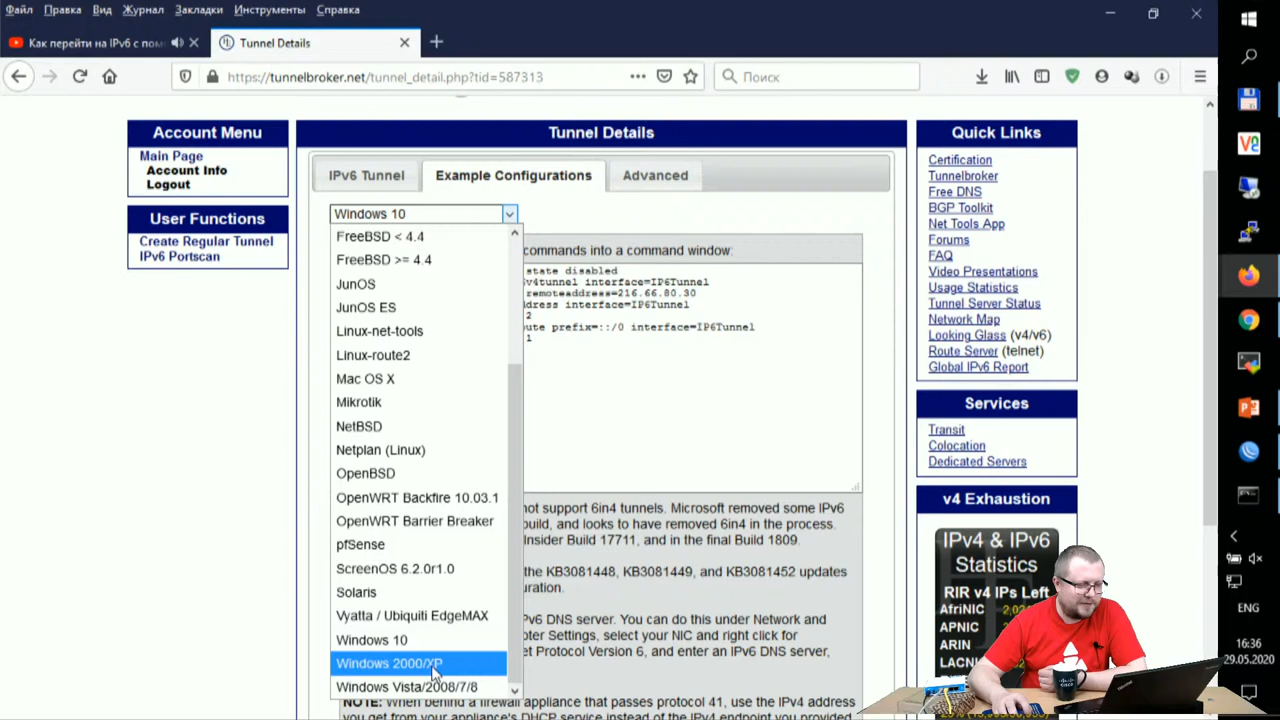 Файл Правка Вид Журнал Закладки Инструменты Справка
Как перейти на IPv6 с пом
Tunnel Details
https://tunnelbroker.net/tunnel_detail.php?tid=587313
Поиск
Account Menu
Main Page
Account Info
Logout
User Functions
Create Regular Tunnel
IPv6 Portscan
Tunnel Details
IPv6 Tunnel
Example Configurations
Advanced
Windows 10
FreeBSD < 4.4
FreeBSD >= 4.4
JunOS
JunOS ES
Linux-net-tools
Linux-route2
Mac OS X
Mikrotik
NetBSD
Netplan (Linux)
OpenBSD
OpenWRT Backfire 10.03.1
OpenWRT Barrier Breaker
pfSense
ScreenOS 6.2.0r1.0
Solaris
Vyatta / Ubiquiti EdgeMAX
Windows 10
Windows 2000/XP
Windows Vista/2008/7/8
commands into a command window:
state disabled
v4tunnel interface=IP6Tunnel
remoteaddress=216.66.80.30
dress interface=IP6Tunnel
2
ute prefix=::/0 interface=IP6Tunnel
1
not support 6in4 tunnels. Microsoft removed some IPv6
build, and looks to have removed 6in4 in the process.
Insider Build 17711, and in the final Build 1809.
the KB3081448, KB3081449, and KB3081452 updates
uration.
Pv6 DNS server. You can do this under Network and
ter Settings, select your NIC and right click for
et Protocol Version 6, and enter an IPv6 DNS server,
NOTE: When behind a firewall appliance that passes protocol 41, use the IPv4 address
you get from your appliance's DHCP service instead of the IPv4 endpoint you provided
Quick Links
Certification
Tunnelbroker
Free DNS
BGP Toolkit
Net Tools App
Forums
FAQ
Video Presentations
Usage Statistics
Tunnel Server Status
Network Map
Looking Glass (v4/v6)
Route Server (telnet)
Global IPv6 Report
Services
Transit
Colocation
Dedicated Servers
v4 Exhaustion
IPv4 & IPv6
Statistics
RIR v4 IPs Left
AfriNIC
APNIC
ARIN
ENG
16:36
29.05.2020